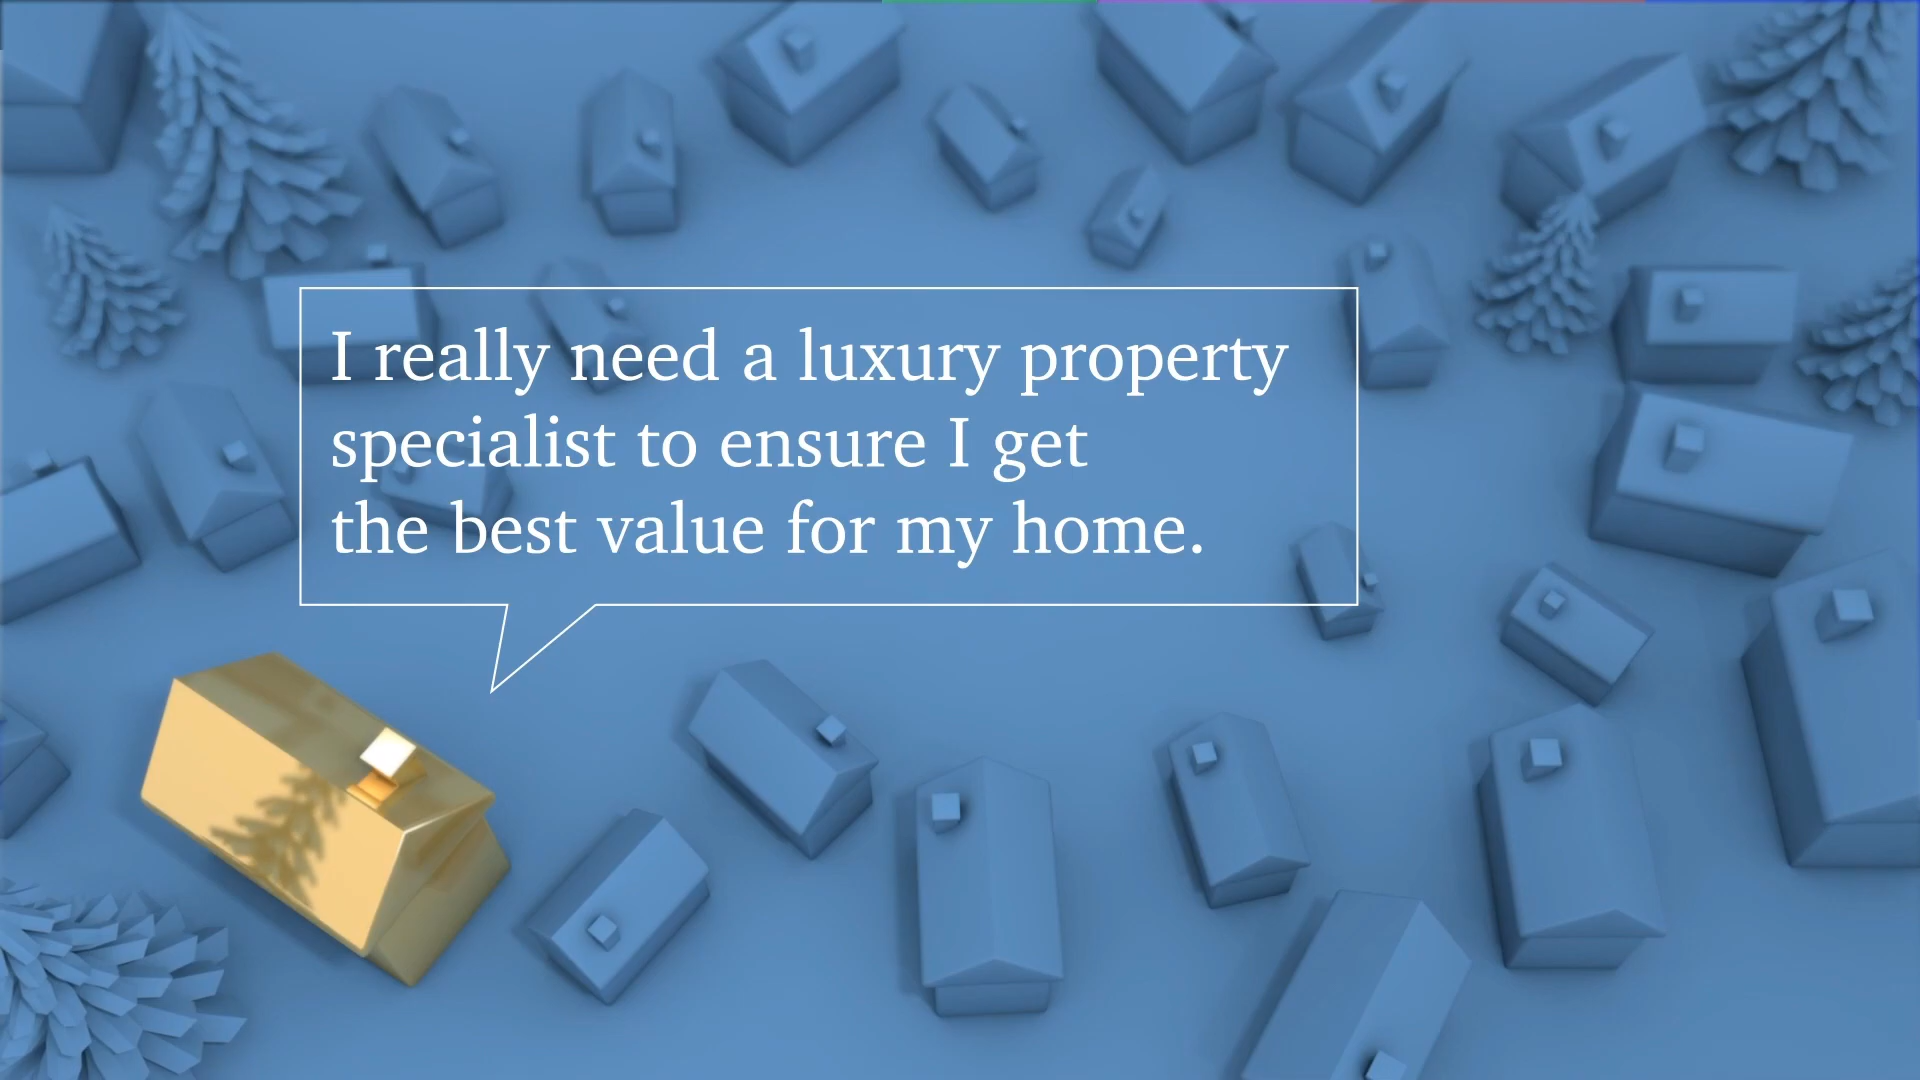 I really need a luxury property
specialist to ensure I get
the best value for my home.